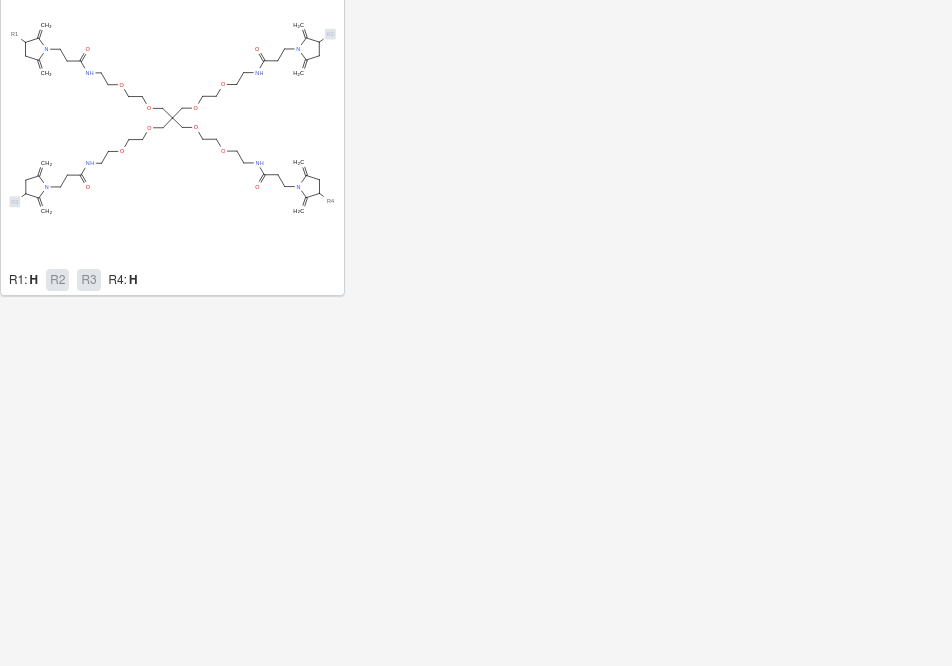 CH₂ H₂C
R1
O O
N N
CH₂ H₂C
NH NH
O O
O O
O O
O O
CH₂ NH NH H₂C
N O O N
R4
CH₂ H₂C
R1: H R2 R3 R4: H